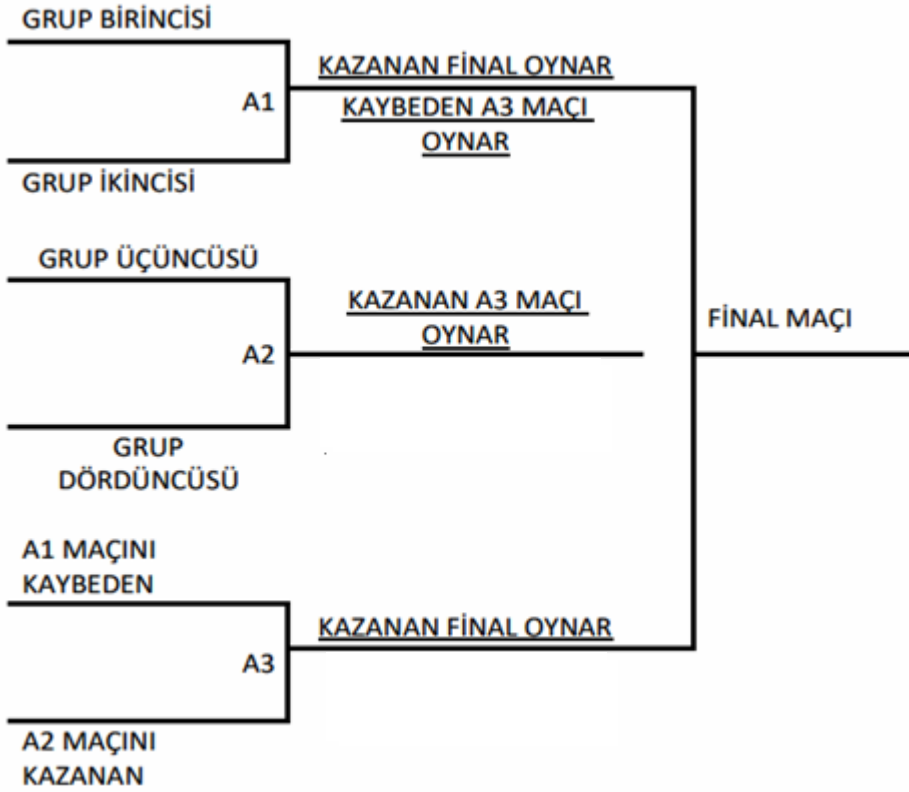 GRUP BİRİNCİSİ
KAZANAN FİNAL OYNAR
A1
KAYBEDEN A3 MAÇI
OYNAR
GRUP İKİNCİSİ
GRUP ÜÇÜNCÜSÜ
KAZANAN A3 MAÇI
OYNAR
A2
FİNAL MAÇI
GRUP
DÖRDÜNCÜSÜ
A1 MAÇINI
KAYBEDEN
KAZANAN FİNAL OYNAR
A3
A2 MAÇINI
KAZANAN